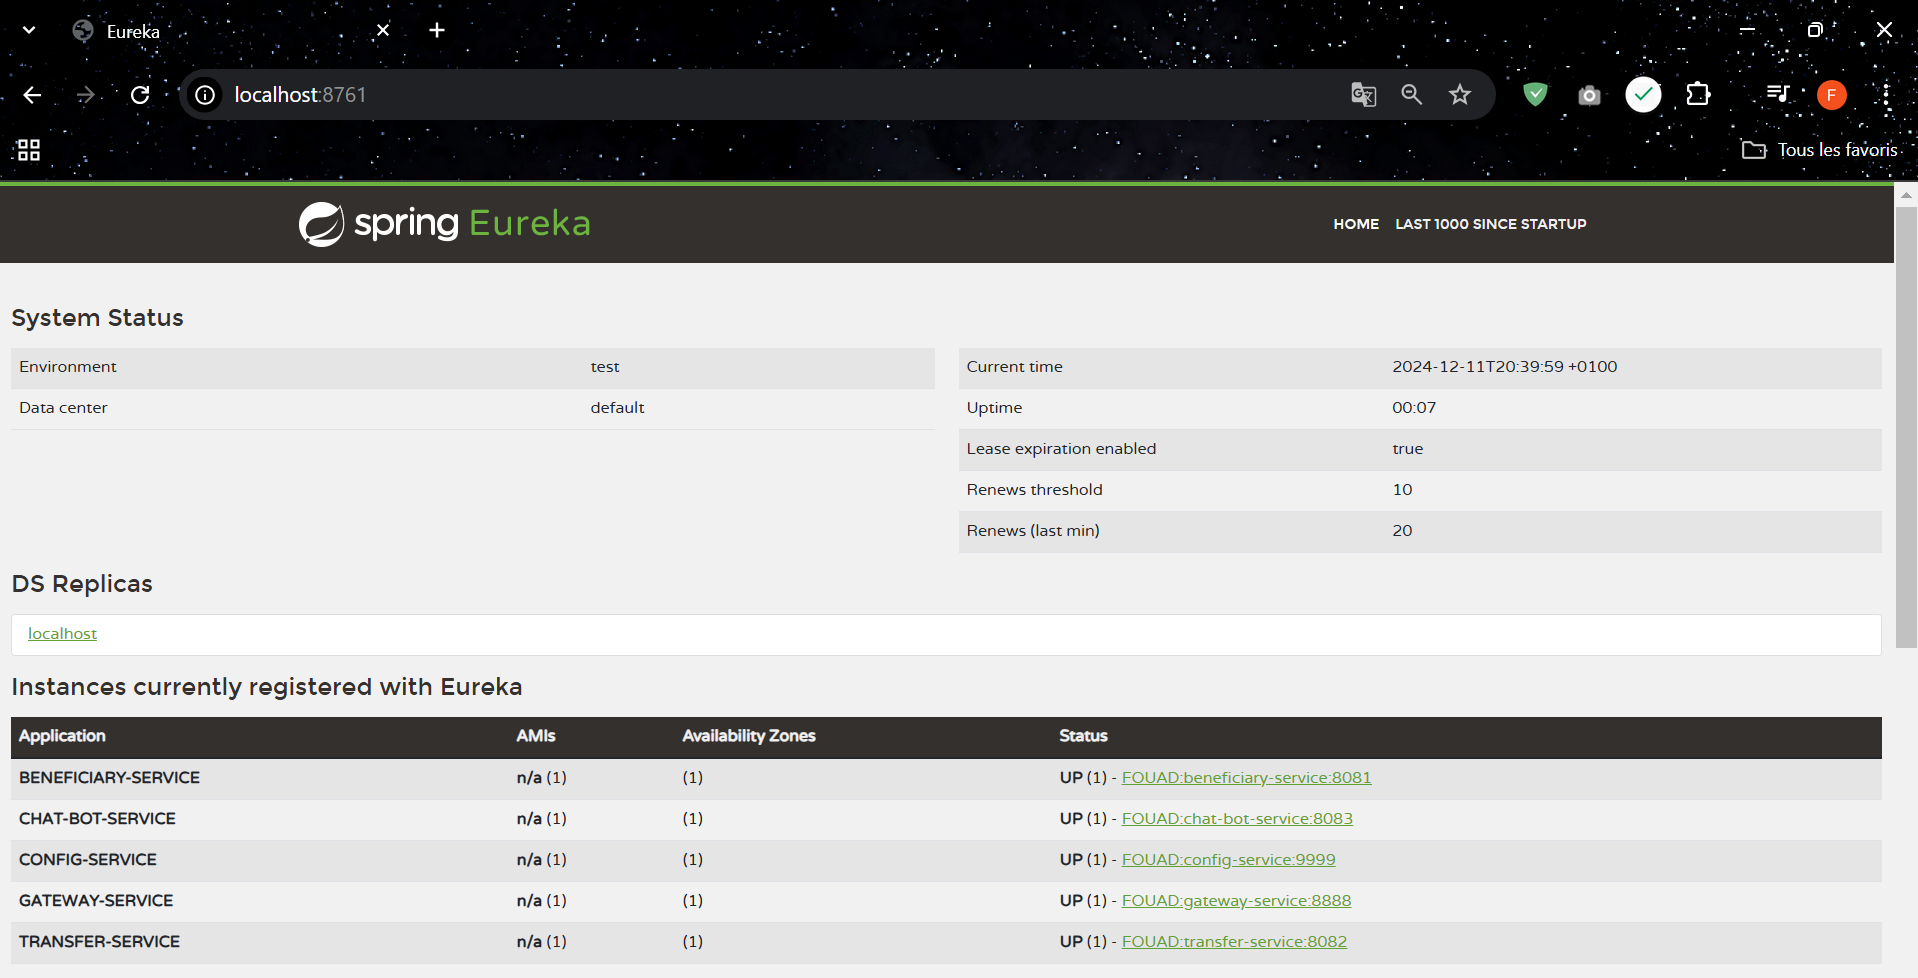 Eureka
localhost:8761
F
Tous les favoris
spring Eureka
HOME LAST 1000 SINCE STARTUP
System Status
Environment test
Data center default
Current time 2024-12-11T20:39:59 +0100
Uptime 00:07
Lease expiration enabled true
Renews threshold 10
Renews (last min) 20
DS Replicas
localhost
Instances currently registered with Eureka
Application AMIs Availability Zones Status
BENEFICIARY-SERVICE n/a (1) (1) UP (1) - FOUAD:beneficiary-service:8081
CHAT-BOT-SERVICE n/a (1) (1) UP (1) - FOUAD:chat-bot-service:8083
CONFIG-SERVICE n/a (1) (1) UP (1) - FOUAD:config-service:9999
GATEWAY-SERVICE n/a (1) (1) UP (1) - FOUAD:gateway-service:8888
TRANSFER-SERVICE n/a (1) (1) UP (1) - FOUAD:transfer-service:8082